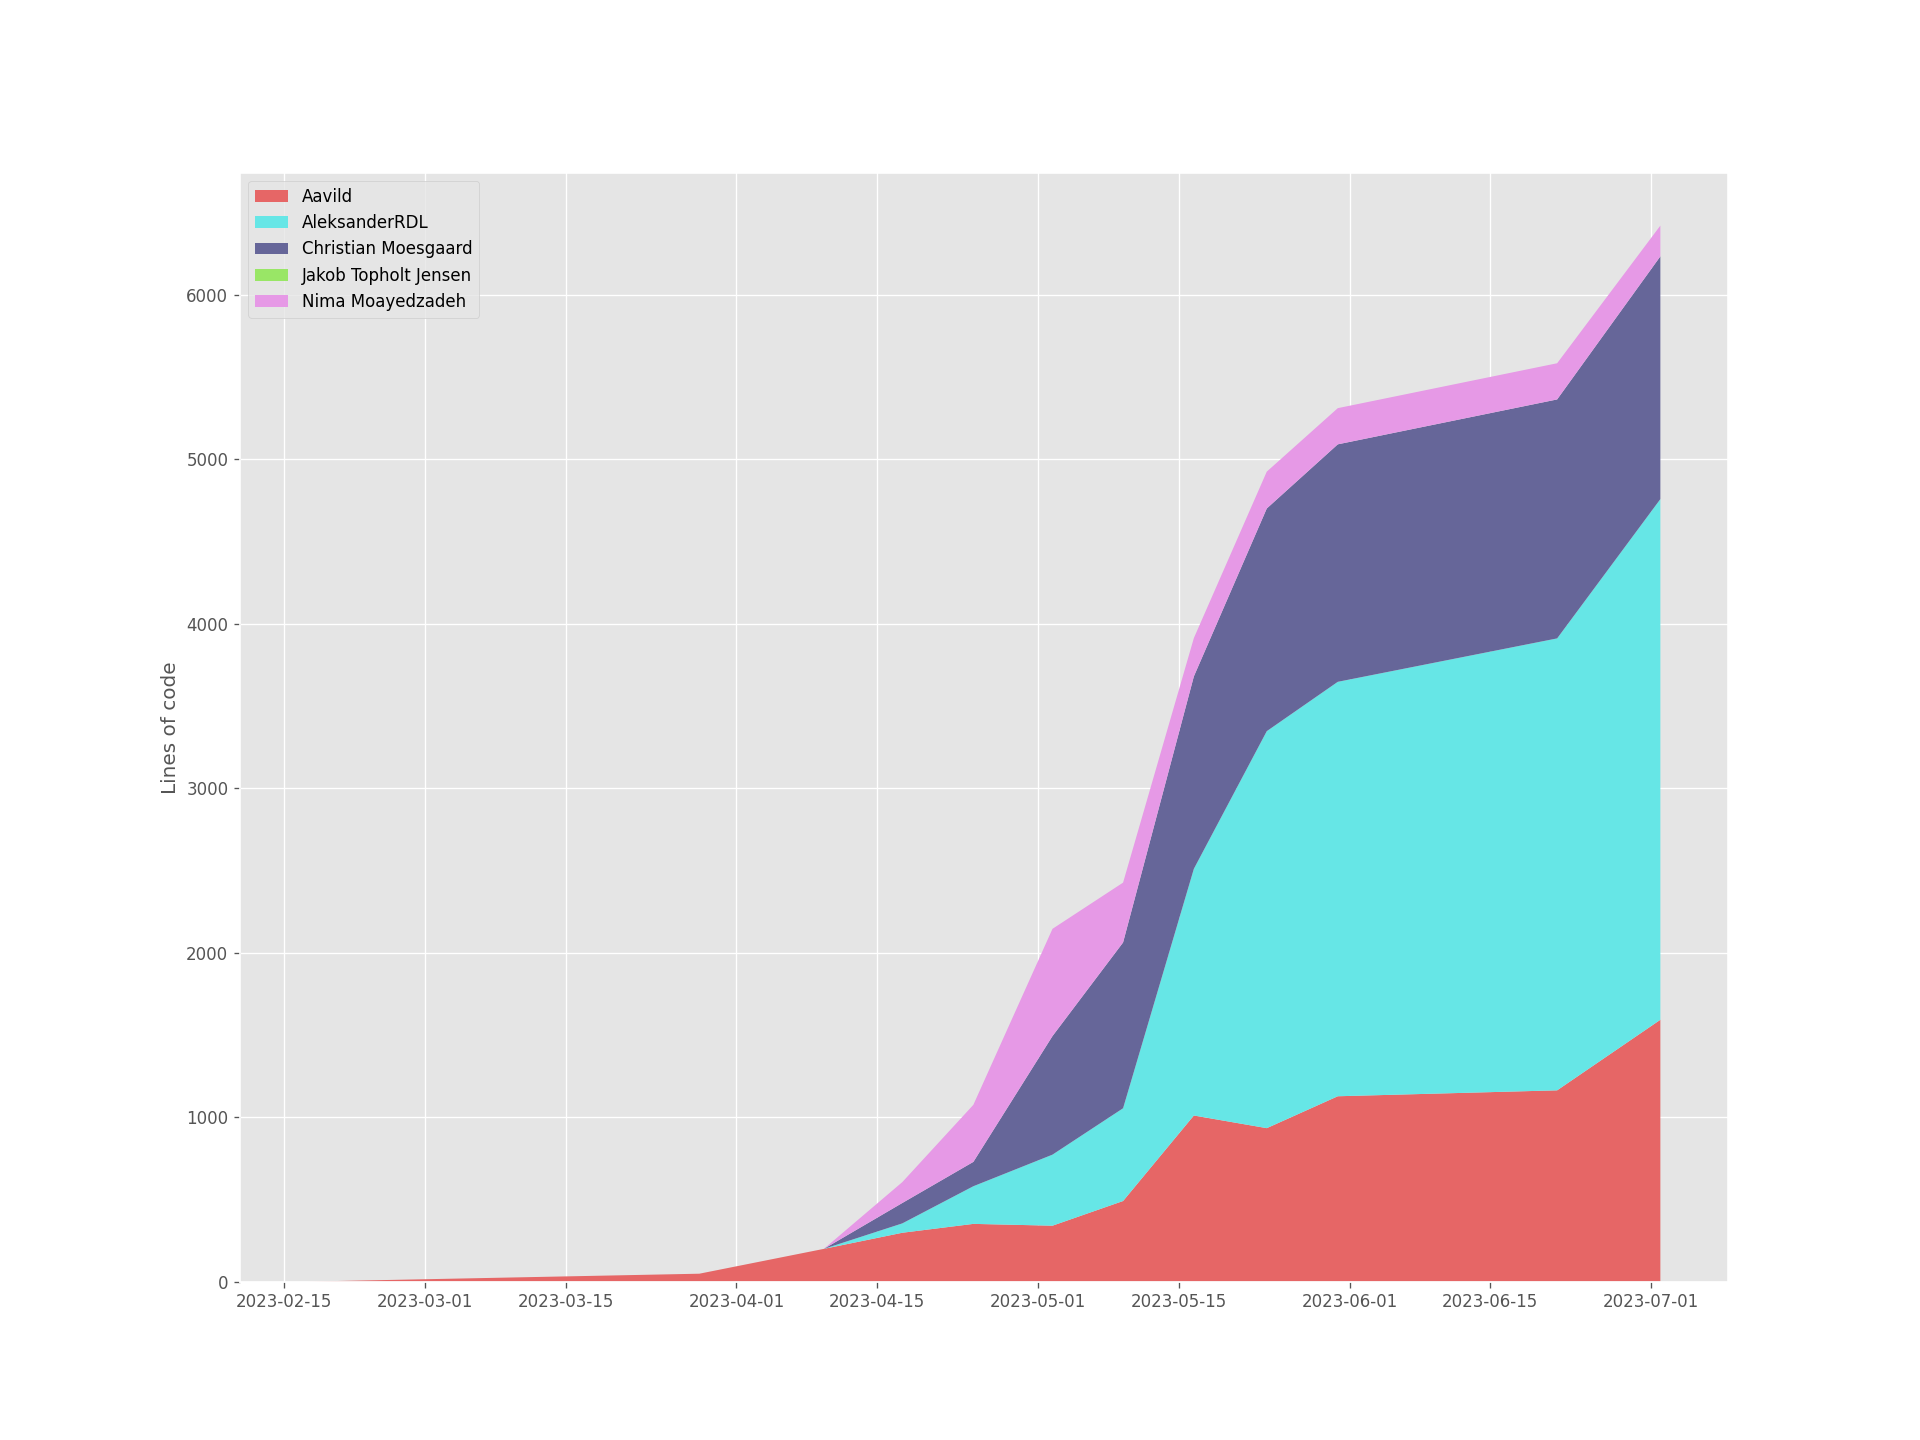 Aavild
AleksanderRDL
Christian Moesgaard
Jakob Topholt Jensen
Nima Moayedzadeh
6000
5000
4000
3000
2000
1000
0
Lines of code
2023-02-15
2023-03-01
2023-03-15
2023-04-01
2023-04-15
2023-05-01
2023-05-15
2023-06-01
2023-06-15
2023-07-01